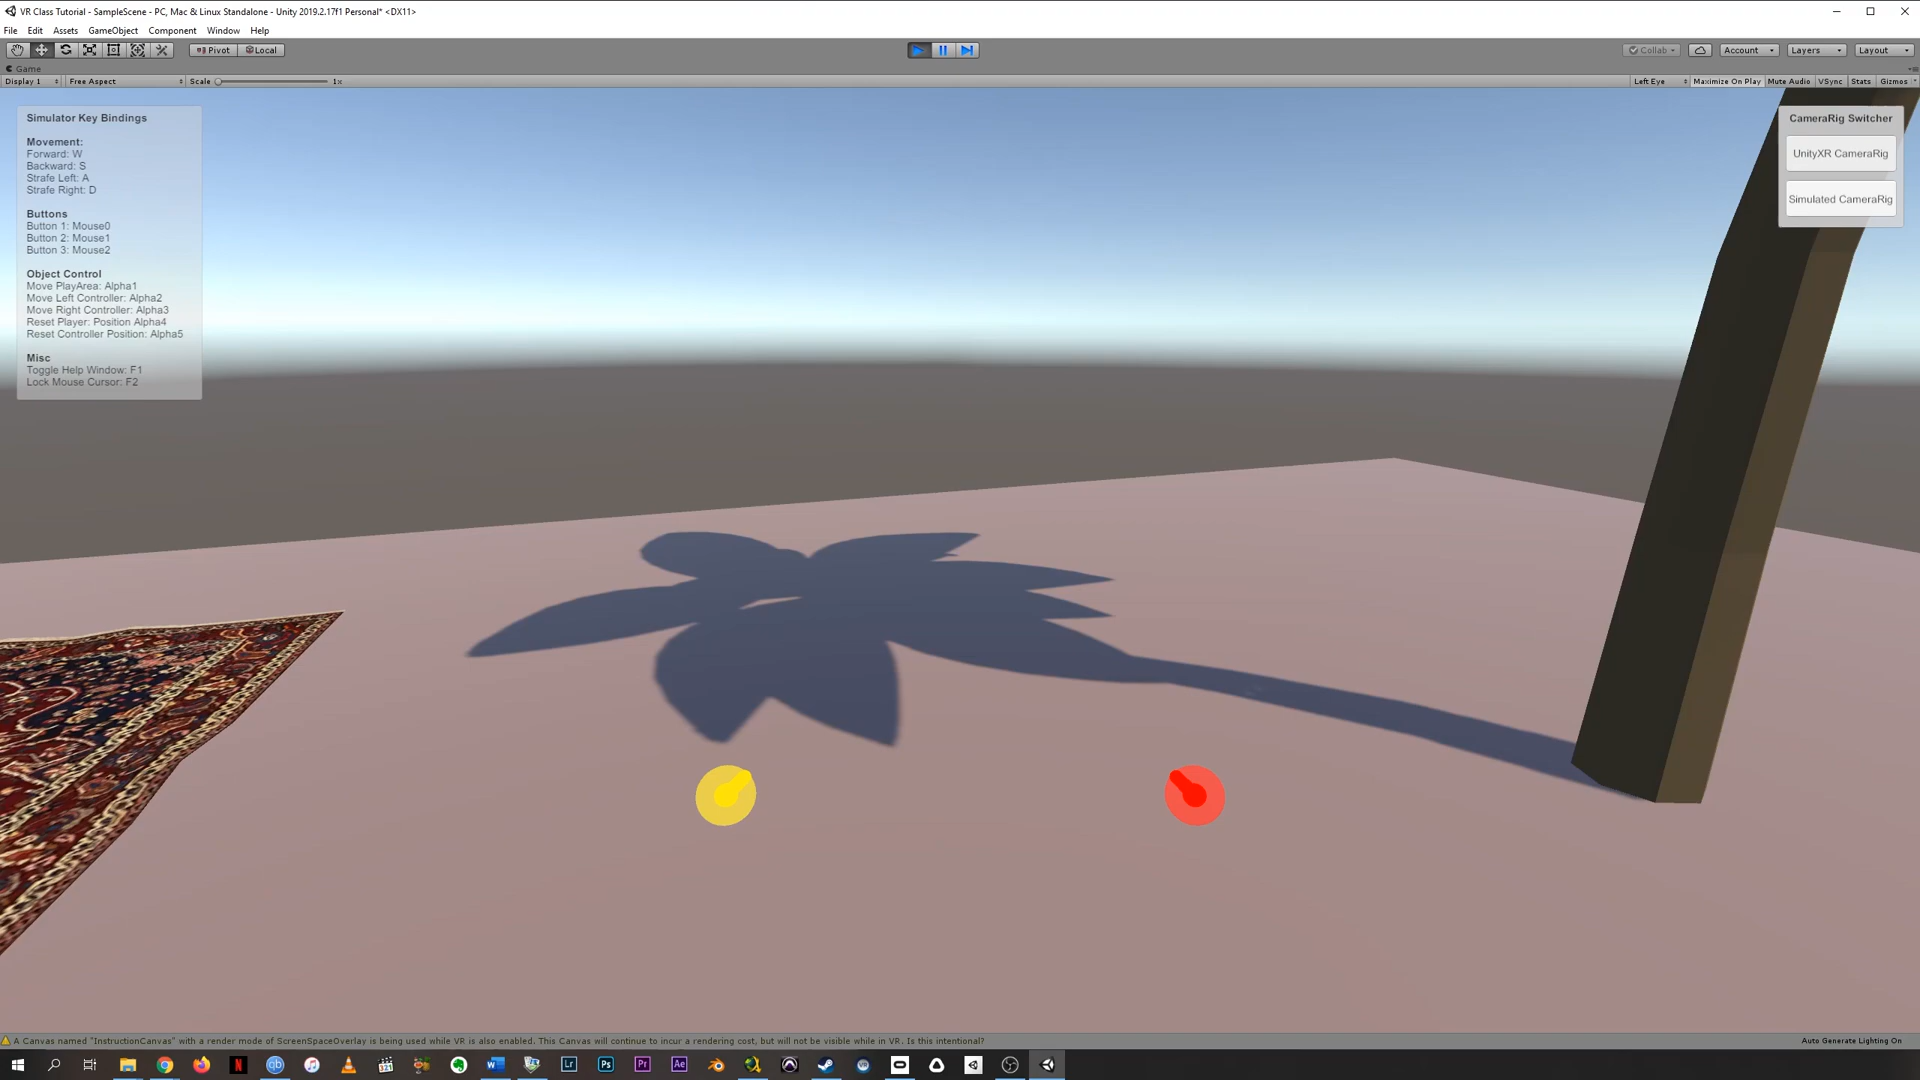 VR Class Tutorial - SampleScene - PC, Mac & Linux Standalone - Unity 2019.2.17f1 Personal* <DX11>
File Edit Assets GameObject Component Window Help
Pivot Local Collab Account Layers Layout
Game
Display 1 Free Aspect Scale 1x Left Eye Maximize On Play Mute Audio VSync Stats Gizmos
Simulator Key Bindings
Movement:
Forward: W
Backward: S
Strafe Left: A
Strafe Right: D
Buttons
Button 1: Mouse0
Button 2: Mouse1
Button 3: Mouse2
Object Control
Move PlayArea: Alpha1
Move Left Controller: Alpha2
Move Right Controller: Alpha3
Reset Player: Position Alpha4
Reset Controller Position: Alpha5
Misc
Toggle Help Window: F1
Lock Mouse Cursor: F2
CameraRig Switcher
UnityXR CameraRig
Simulated CameraRig
A Canvas named "InstructionCanvas" with a render mode of ScreenSpaceOverlay is being used while VR is also enabled. This Canvas will continue to incur a rendering cost, but will not be visible while in VR. Is this intentional?
Auto Generate Lighting On
N qb 321 W Lr Ps Pr Ae